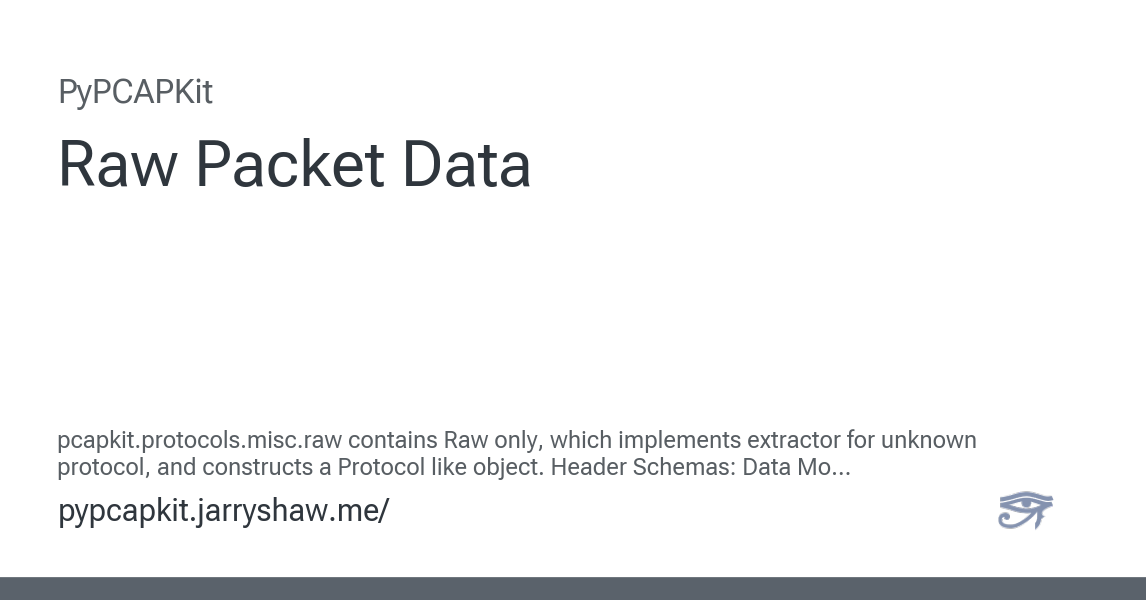 PyPCAPKit
Raw Packet Data
pcapkit.protocols.misc.raw contains Raw only, which implements extractor for unknown
protocol, and constructs a Protocol like object. Header Schemas: Data Mo...
pypcapkit.jarryshaw.me/